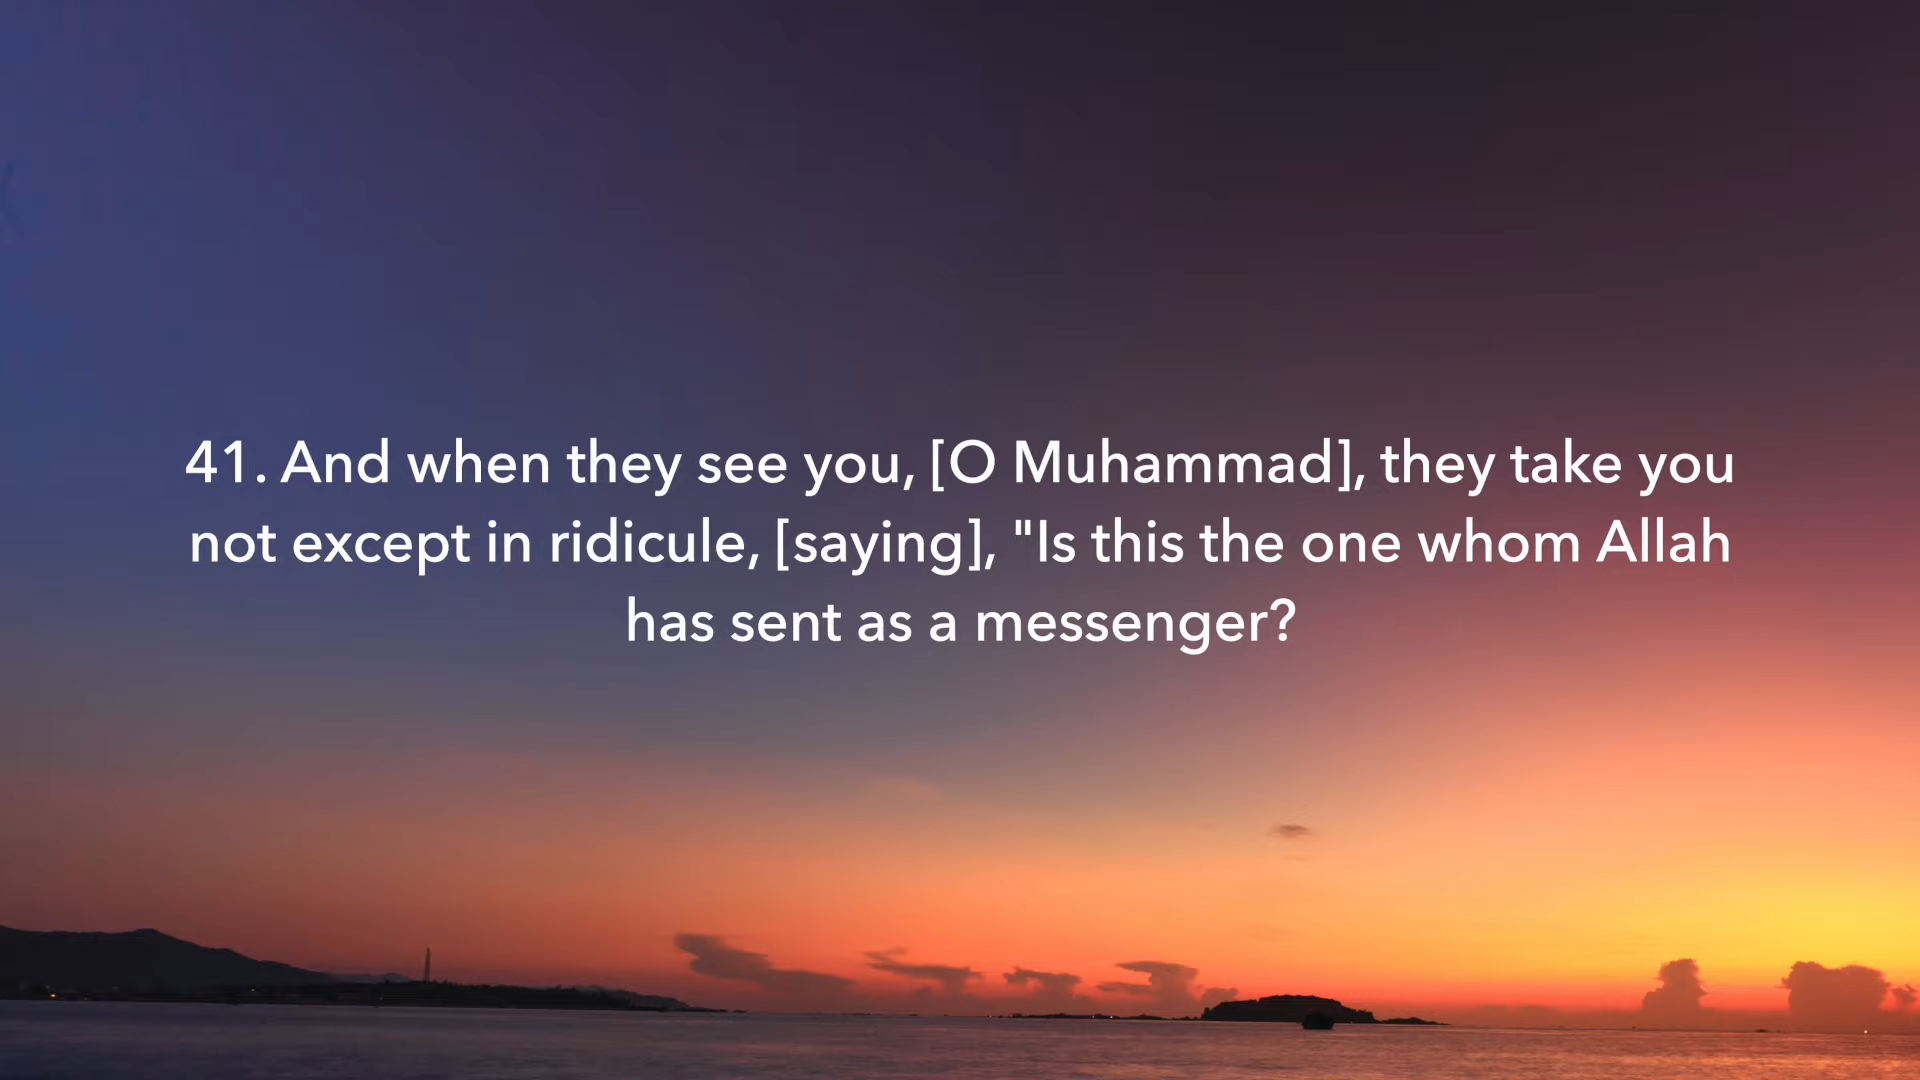 41. And when they see you, [O Muhammad], they take you
not except in ridicule, [saying], "Is this the one whom Allah
has sent as a messenger?